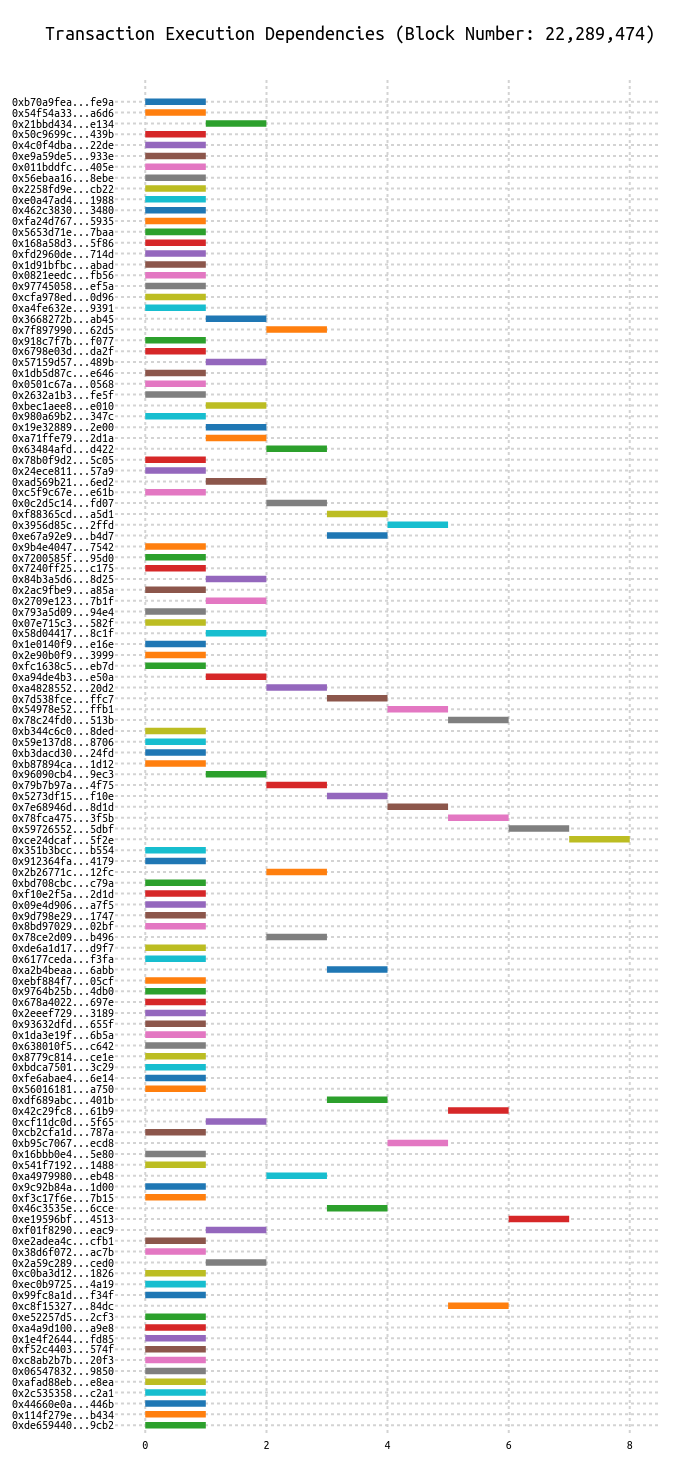 Transaction Execution Dependencies (Block Number: 22,289,474)
0xb70a9fea...fe9a
0x54f54a33...a6d6
0x21bbd434...e134
0x50c9699c...439b
0x4c0f4dba...22de
0xe9a59de5...933e
0x011bddfc...405e
0x56ebaa16...8ebe
0x2258fd9e...cb22
0xe0a47ad4...1988
0x462c3830...3480
0xfa24d767...5935
0x5653d71e...7baa
0x168a58d3...5f86
0xfd2960de...714d
0x1d91bfbc...abad
0x0821eedc...fb56
0x97745058...ef5a
0xcfa978ed...0d96
0xa4fe632e...9391
0x3668272b...ab45
0x7f897990...62d5
0x918c7f7b...f077
0x6798e03d...da2f
0x57159d57...489b
0x1db5d87c...e646
0x0501c67a...0568
0x2632a1b3...fe5f
0xbec1aee8...e010
0x980a69b2...347c
0x19e32889...2e00
0xa71ffe79...2d1a
0x63484afd...d422
0x78b0f9d2...5c05
0x24ece811...57a9
0xad569b21...6ed2
0xc5f9c67e...e61b
0x0c2d5c14...fd07
0xf88365cd...a5d1
0x3956d85c...2ffd
0xe67a92e9...b4d7
0x9b4e4047...7542
0x7200585f...95d0
0x7240ff25...c175
0x84b3a5d6...8d25
0x2ac9fbe9...a85a
0x2709e123...7b1f
0x793a5d09...94e4
0x07e715c3...582f
0x58d04417...8c1f
0x1e0140f9...e16e
0x2e90b0f9...3999
0xfc1638c5...eb7d
0xa94de4b3...e50a
0xa4828552...20d2
0x7d538fce...ffc7
0x54978e52...ffb1
0x78c24fd0...513b
0xb344c6c0...8ded
0x59e137d8...8706
0xb3dacd30...24fd
0xb87894ca...1d12
0x96090cb4...9ec3
0x79b7b97a...4f75
0x5273df15...f10e
0x7e68946d...8d1d
0x78fca475...3f5b
0x59726552...5dbf
0xce24dcaf...5f2e
0x351b3bcc...b554
0x912364fa...4179
0x2b26771c...12fc
0xbd708cbc...c79a
0xf10e2f5a...2d1d
0x09e4d906...a7f5
0x9d798e29...1747
0x8bd97029...02bf
0x78ce2d09...b496
0xde6a1d17...d9f7
0x6177ceda...f3fa
0xa2b4beaa...6abb
0xebf884f7...05cf
0x9764b25b...4db0
0x678a4022...697e
0x2eeef729...3189
0x93632dfd...655f
0x1da3e19f...6b5a
0x638010f5...c642
0x8779c814...ce1e
0xbdca7501...3c29
0xfe6abae4...6e14
0x56016181...a750
0xdf689abc...401b
0x42c29fc8...61b9
0xcf11dc0d...5f65
0xcb2cfa1d...787a
0xb95c7067...ecd8
0x16bbb0e4...5e80
0x541f7192...1488
0xa4979980...eb48
0x9c92b84a...1d00
0xf3c17f6e...7b15
0x46c3535e...6cce
0xe19596bf...4513
0xf01f8290...eac9
0xe2adea4c...cfb1
0x38d6f072...ac7b
0x2a59c289...ced0
0xc0ba3d12...1826
0xec0b9725...4a19
0x99fc8a1d...f34f
0xc8f15327...84dc
0xe52257d5...2cf3
0xa4a9d100...a9e8
0x1e4f2644...fd85
0xf52c4403...574f
0xc8ab2b7b...20f3
0x06547832...9850
0xafad88eb...e8ea
0x2c535358...c2a1
0x44660e0a...446b
0x114f279e...b434
0xde659440...9cb2
0 2 4 6 8